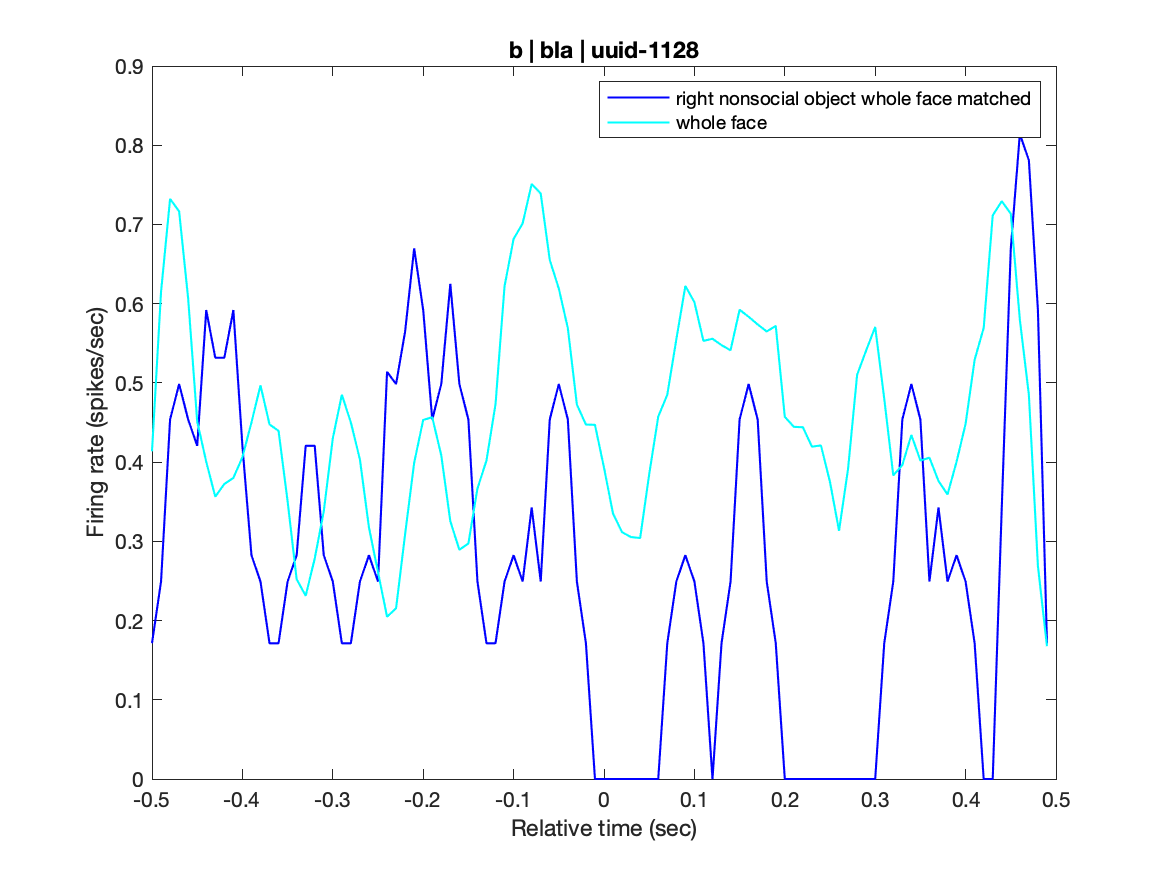 b | bla | uuid-1128
right nonsocial object whole face matched
whole face
Firing rate (spikes/sec)
0.9
0.8
0.7
0.6
0.5
0.4
0.3
0.2
0.1
0
-0.5 -0.4 -0.3 -0.2 -0.1 0 0.1 0.2 0.3 0.4 0.5
Relative time (sec)